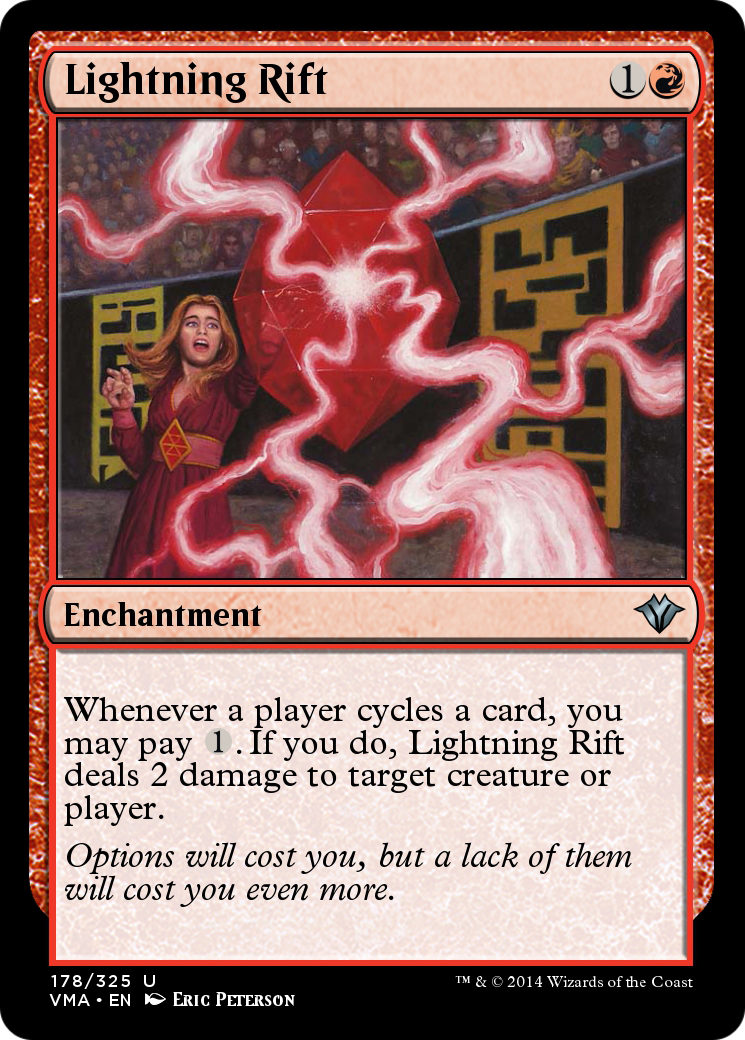 Lightning Rift 1
Enchantment
Whenever a player cycles a card, you
may pay 1. If you do, Lightning Rift
deals 2 damage to target creature or
player.
Options will cost you, but a lack of them
will cost you even more.
178/325 U
VMA • EN Eric Peterson
™ & © 2014 Wizards of the Coast